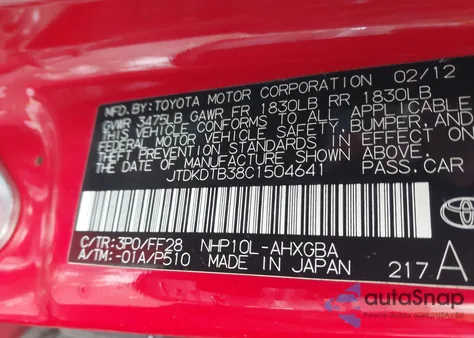 MFD. BY: TOYOTA MOTOR CORPORATION 02/12
GVWR 3475LB GAWR FR 1830LB RR 1830LB
THIS VEHICLE CONFORMS TO ALL APPLICABLE
FEDERAL MOTOR VEHICLE SAFETY, BUMPER, AND
THEFT PREVENTION STANDARDS IN EFFECT ON
THE DATE OF MANUFACTURE SHOWN ABOVE.
JTDKDTB38C1504641 PASS.CAR
C/TR:3P0/FF28 NHP10L-AHXGBA
A/TM:-01A/P510 MADE IN JAPAN 217A
autoSnap